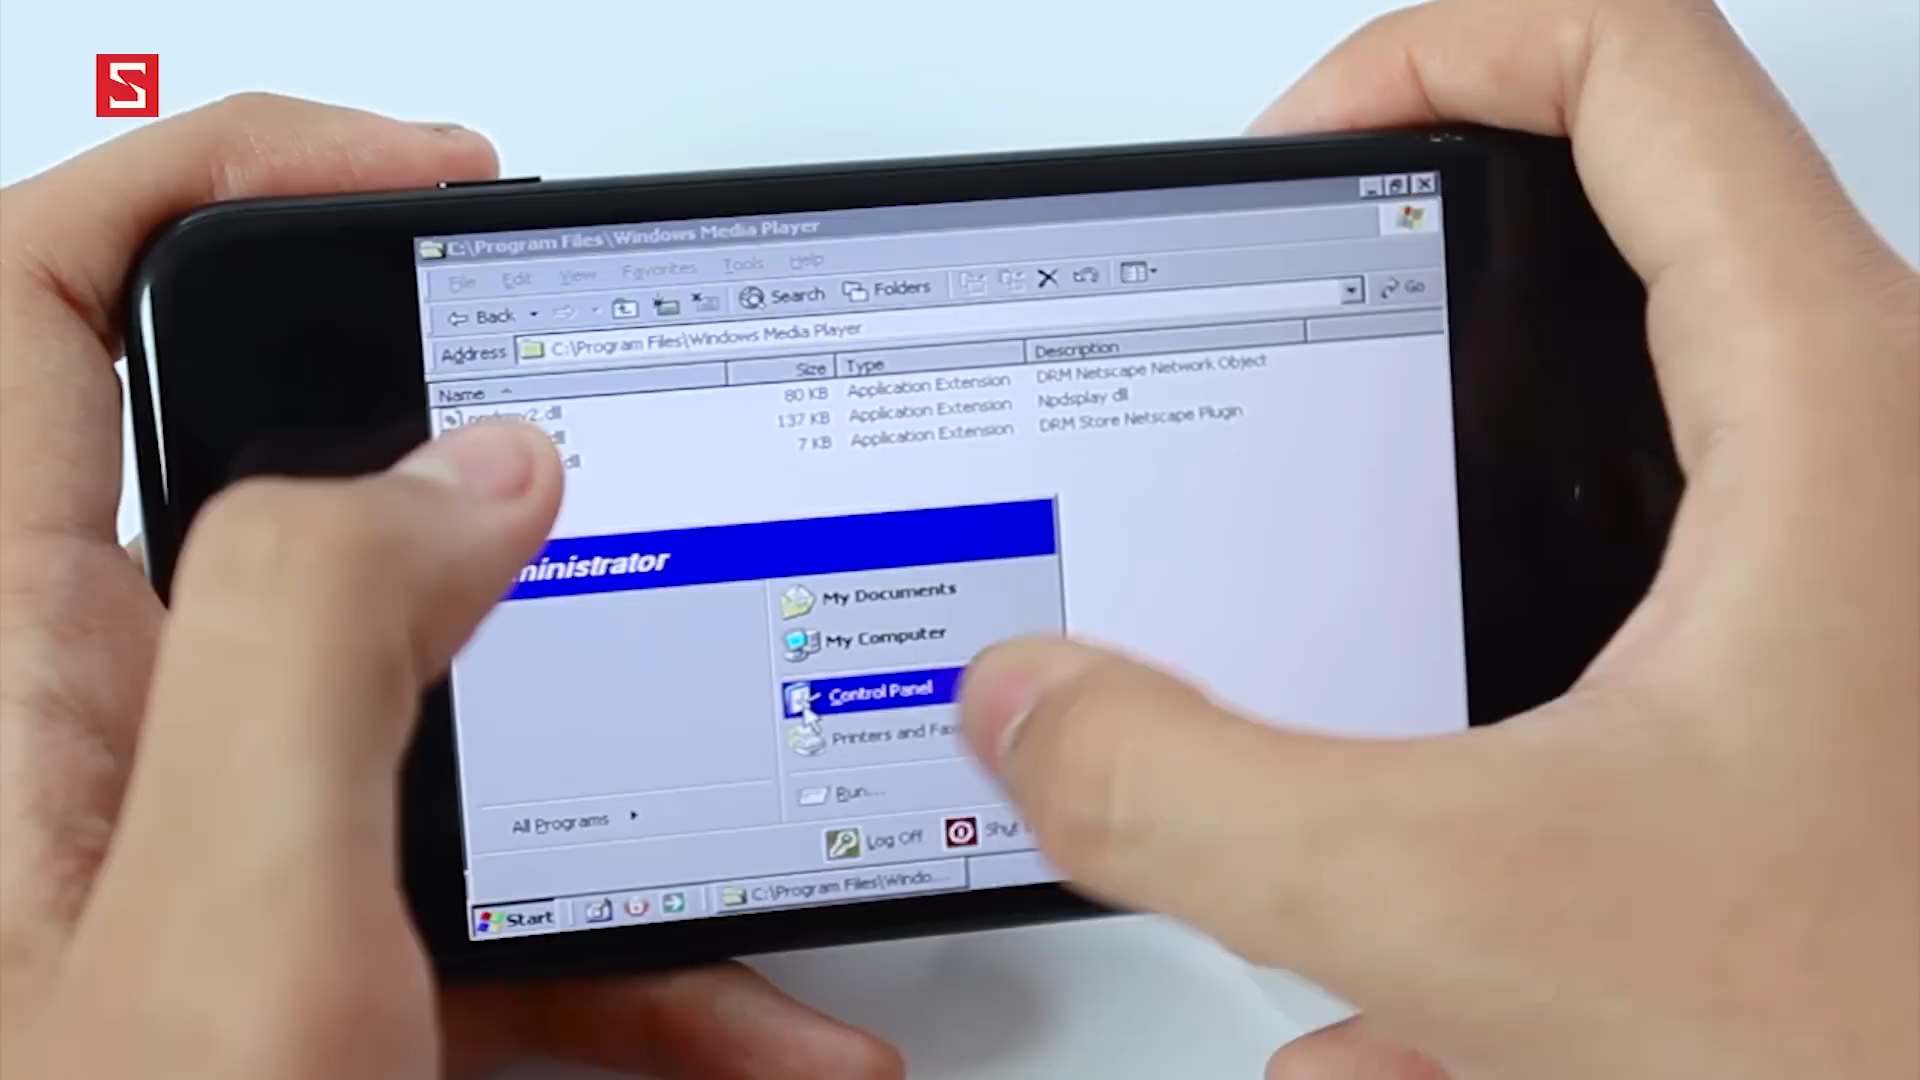 S
C:\Program Files\Windows Media Player
File Edit View Favorites Tools Help
Back Search Folders
Address C:\Program Files\Windows Media Player Go
Name Size Type Description
80 KB Application Extension DRM Netscape Network Object
137 KB Application Extension Npdsplay dll
7 KB Application Extension DRM Store Netscape Plugin
ministrator
My Documents
My Computer
Control Panel
Printers and Fax
Run...
All Programs
Log Off Shut
Start C:\Program Files\Windo...